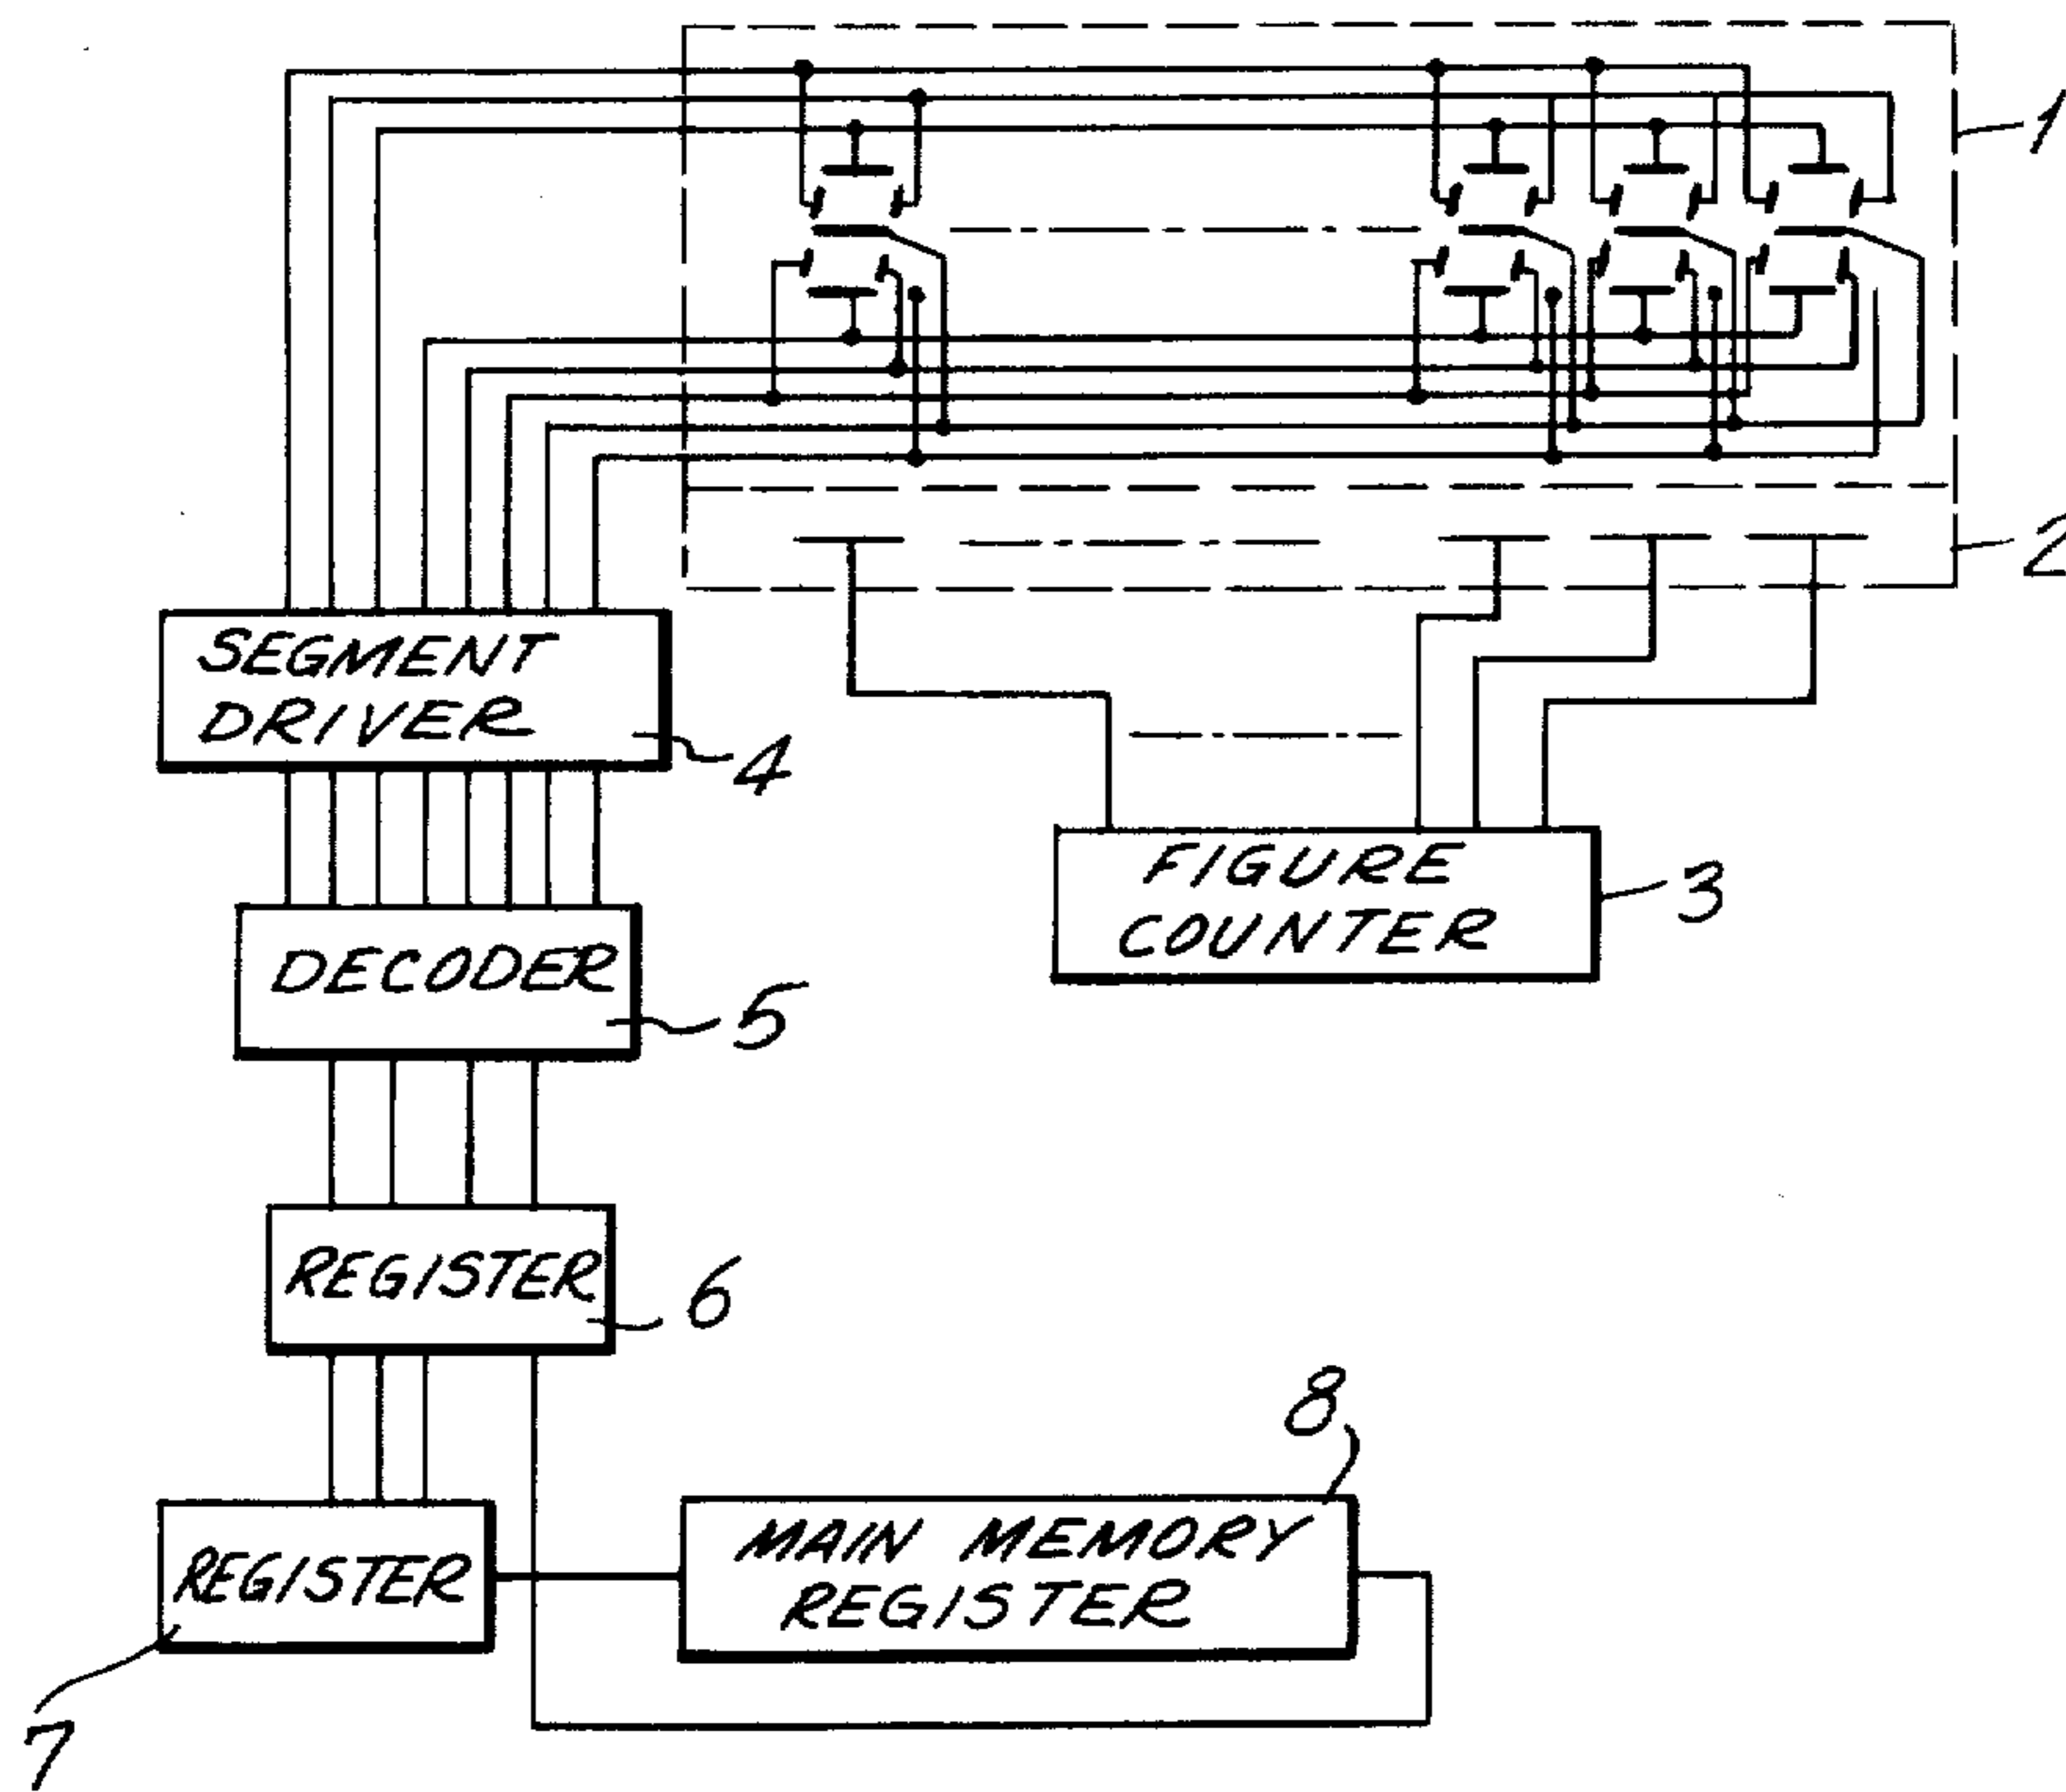 1
2
SEGMENT
DRIVER
4
FIGURE
COUNTER
3
DECODER
5
REGISTER
6
8
MAIN MEMORY
REGISTER
REGISTER
7